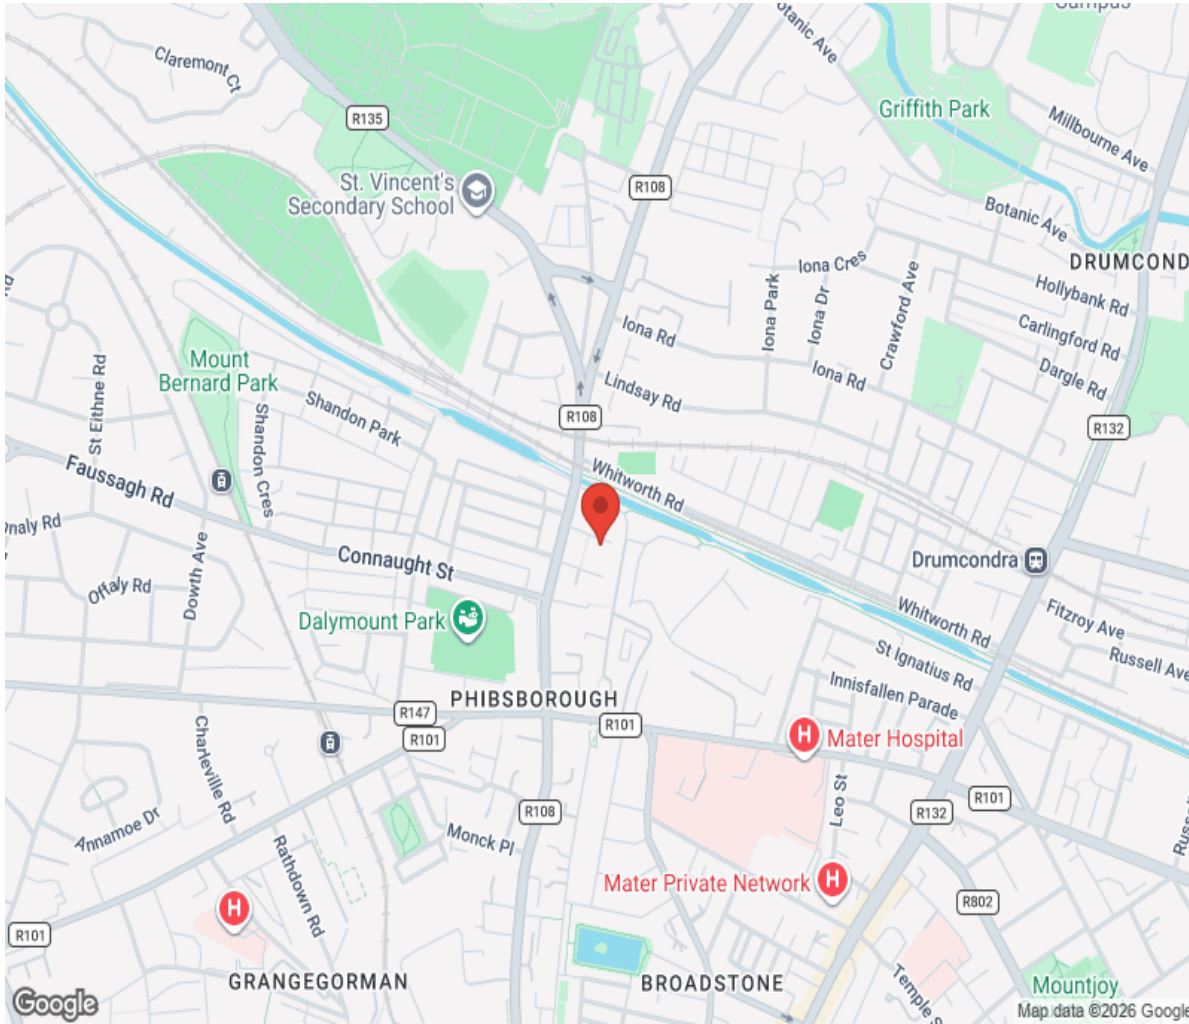 Campus
Botanic Ave
Claremont Ct
Griffith Park
Millbourne Ave
R135
St. Vincent's
Secondary School
R108
Botanic Ave
DRUMCOND
Iona Cres
Hollybank Rd
Iona Park
Iona Dr
Crawford Ave
Carlingford Rd
Iona Rd
Dargle Rd
Mount
Bernard Park
Iona Rd
Lindsay Rd
St Eithne Rd
Shandon Park
R108
R132
Shandon Cres
Faussagh Rd
Whitworth Rd
Rd
Offaly Rd
Dowth Ave
Connaught St
Drumcondra
Dalymount Park
Whitworth Rd
Fitzroy Ave
St Ignatius Rd
Russell Ave
Innisfallen Parade
PHIBSBOROUGH
R147
R101
R101
Charleville Rd
H
Mater Hospital
Leo St
R101
R108
R132
Annamoe Dr
Monck Pl
Rathdown Rd
Mater Private Network
H
R802
H
R101
GRANGEGORMAN
BROADSTONE
Temple S
Mountjoy
Google
Map data ©2026 Google